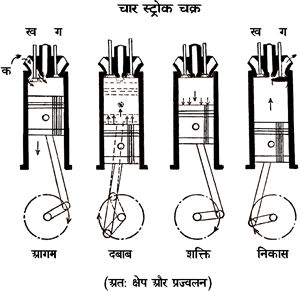 चार स्ट्रोक चक्र
ख ग ख ग
क
आगम दबाब शक्ति निकास
(अतः क्षेप और प्रज्वलन)